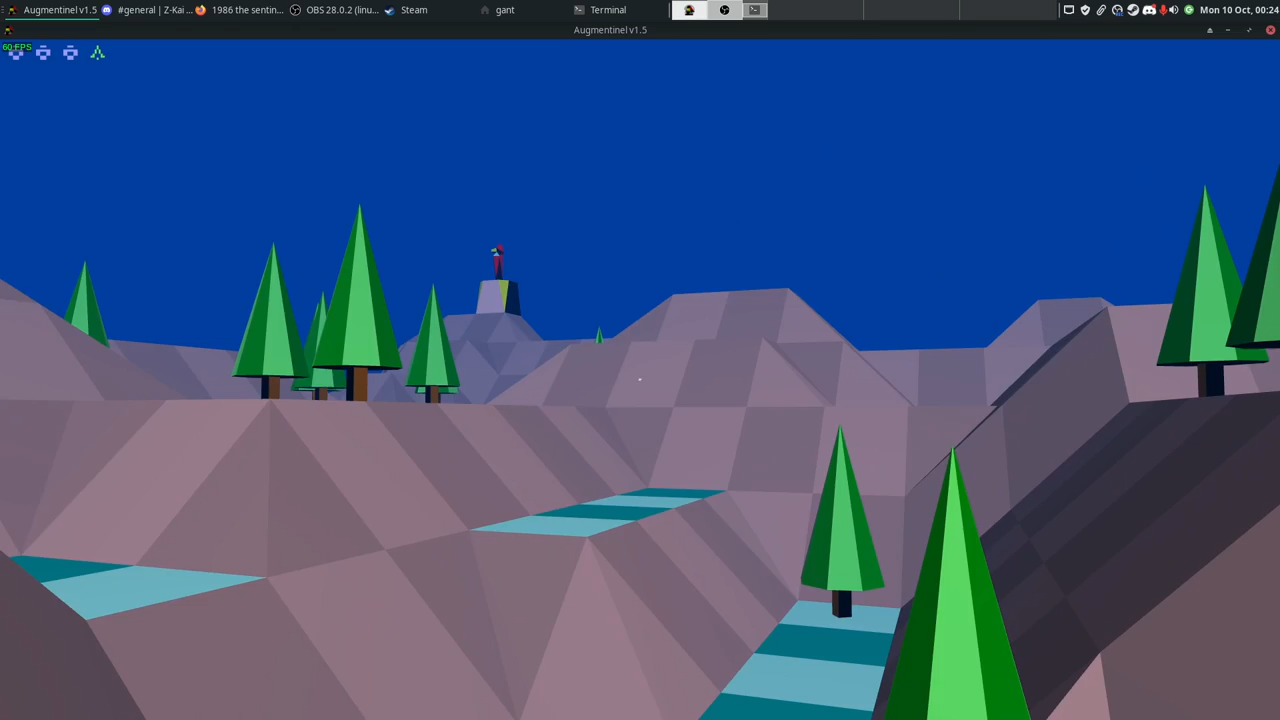 Augmentinel v1.5 #general | Z-Kai ... 1986 the sentin... OBS 28.0.2 (linu... Steam gant Terminal Mon 10 Oct, 00:24
Augmentinel v1.5
60 FPS